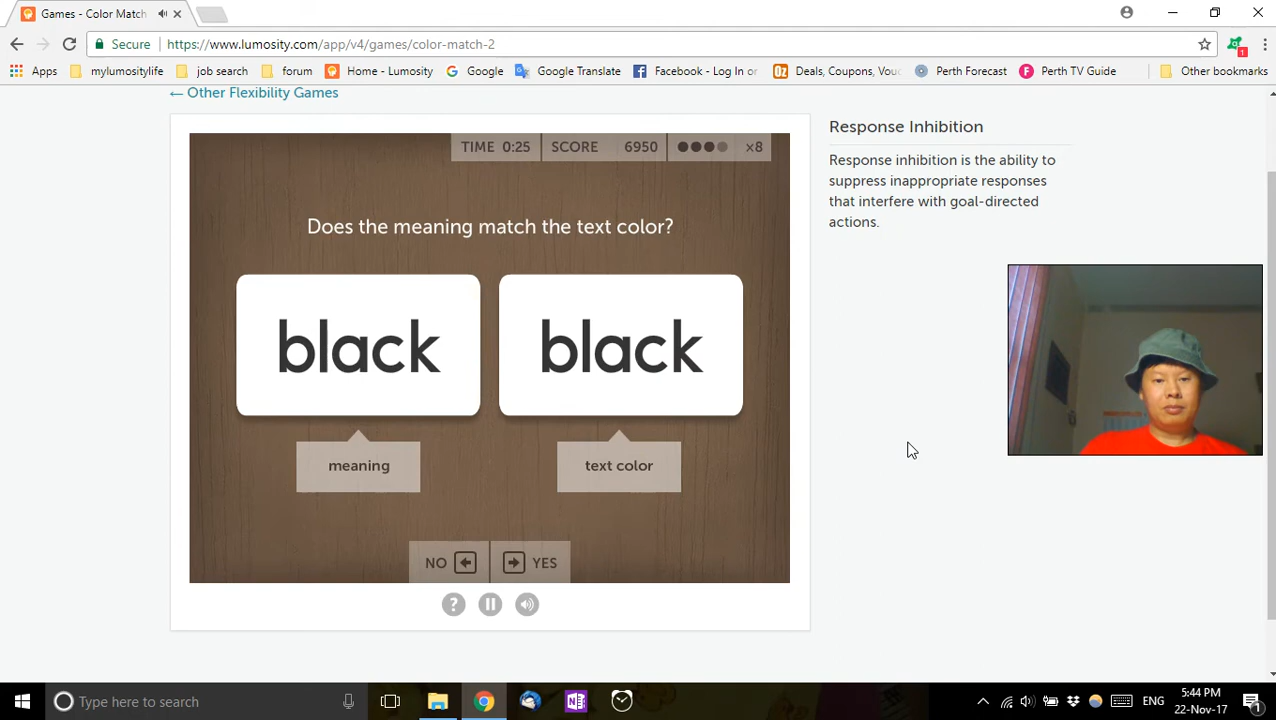 Games - Color Match
Secure
https://www.lumosity.com/app/v4/games/color-match-2
Apps mylumositylife job search forum Home - Lumosity Google Google Translate Facebook - Log In or Deals, Coupons, Vouc Perth Forecast Perth TV Guide Other bookmarks
← Other Flexibility Games
TIME 0:25 SCORE 6950 x8
Does the meaning match the text color?
black black
meaning text color
NO YES
?
Response Inhibition
Response inhibition is the ability to
suppress inappropriate responses
that interfere with goal-directed
actions.
Type here to search
ENG
5:44 PM
22-Nov-17
1